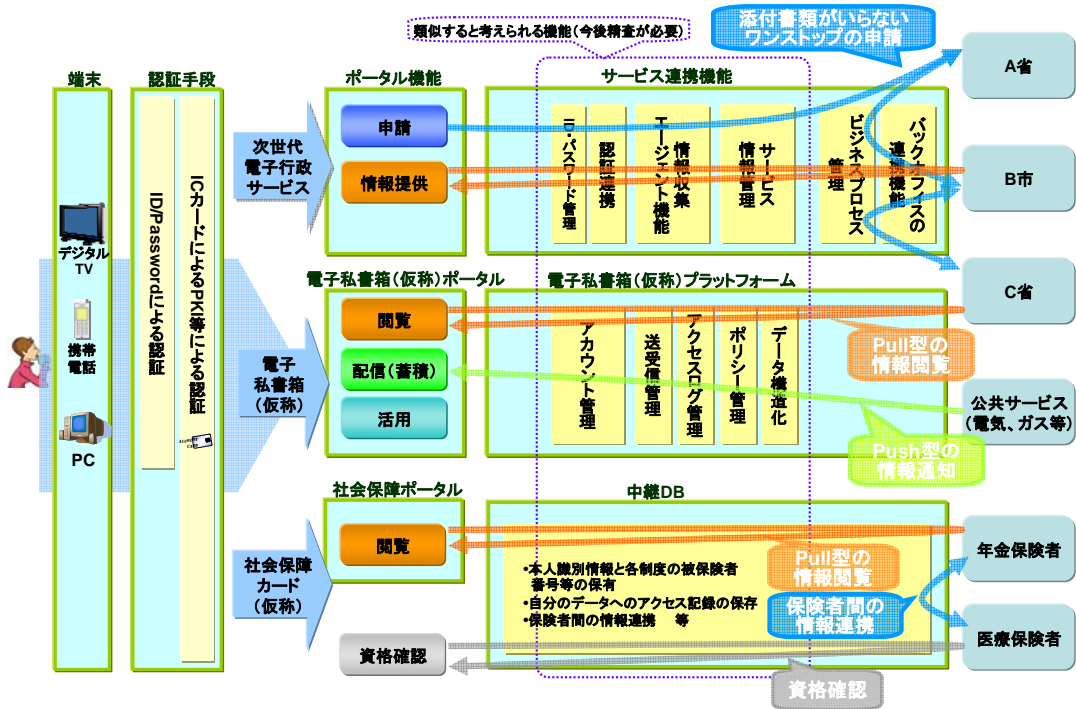 類似すると考えられる機能(今後精査が必要)
添付書類がいらない
ワンストップの申請
端末
認証手段
ポータル機能
サービス連携機能
デジタル
TV
携帯
電話
PC
ID/Passwordによる認証
ICカードによるPKI等による認証
次世代
電子行政
サービス
申請
情報提供
ID・パスワード管理
認証連携
情報収集
エージェント機能
サービス
情報管理
ビジネスプロセス
管理
バックオフィスの
連携機能
A省
B市
C省
電子私書箱(仮称)ポータル
電子私書箱(仮称)プラットフォーム
電子
私書箱
(仮称)
閲覧
配信(蓄積)
活用
アカウント管理
送受信管理
アクセスログ管理
ポリシー管理
データ構造化
Pull型の
情報閲覧
公共サービス
(電気、ガス等)
Push型の
情報通知
社会保障ポータル
中継DB
社会保障
カード
(仮称)
閲覧
資格確認
・本人識別情報と各制度の被保険者
番号等の保有
・自分のデータへのアクセス記録の保存
・保険者間の情報連携 等
Pull型の
情報閲覧
保険者間の
情報連携
資格確認
年金保険者
医療保険者